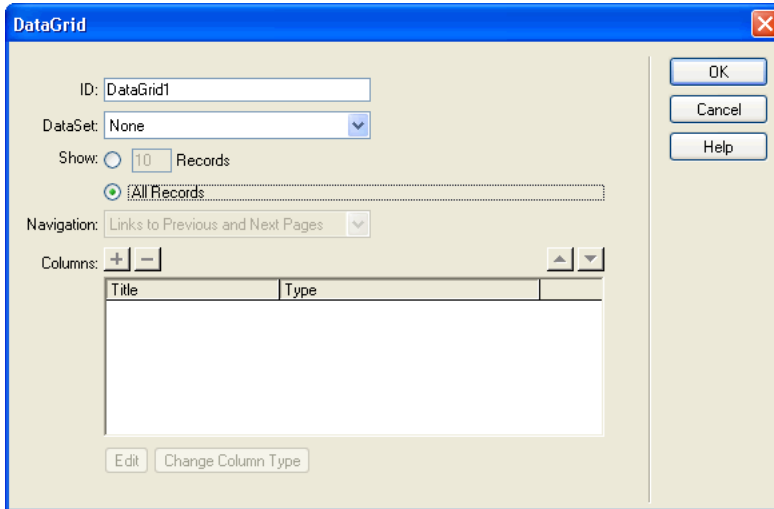 DataGrid
ID: DataGrid1
DataSet: None
Show: 10 Records
All Records
Navigation: Links to Previous and Next Pages
Columns: + −
Title Type
Edit Change Column Type
OK
Cancel
Help